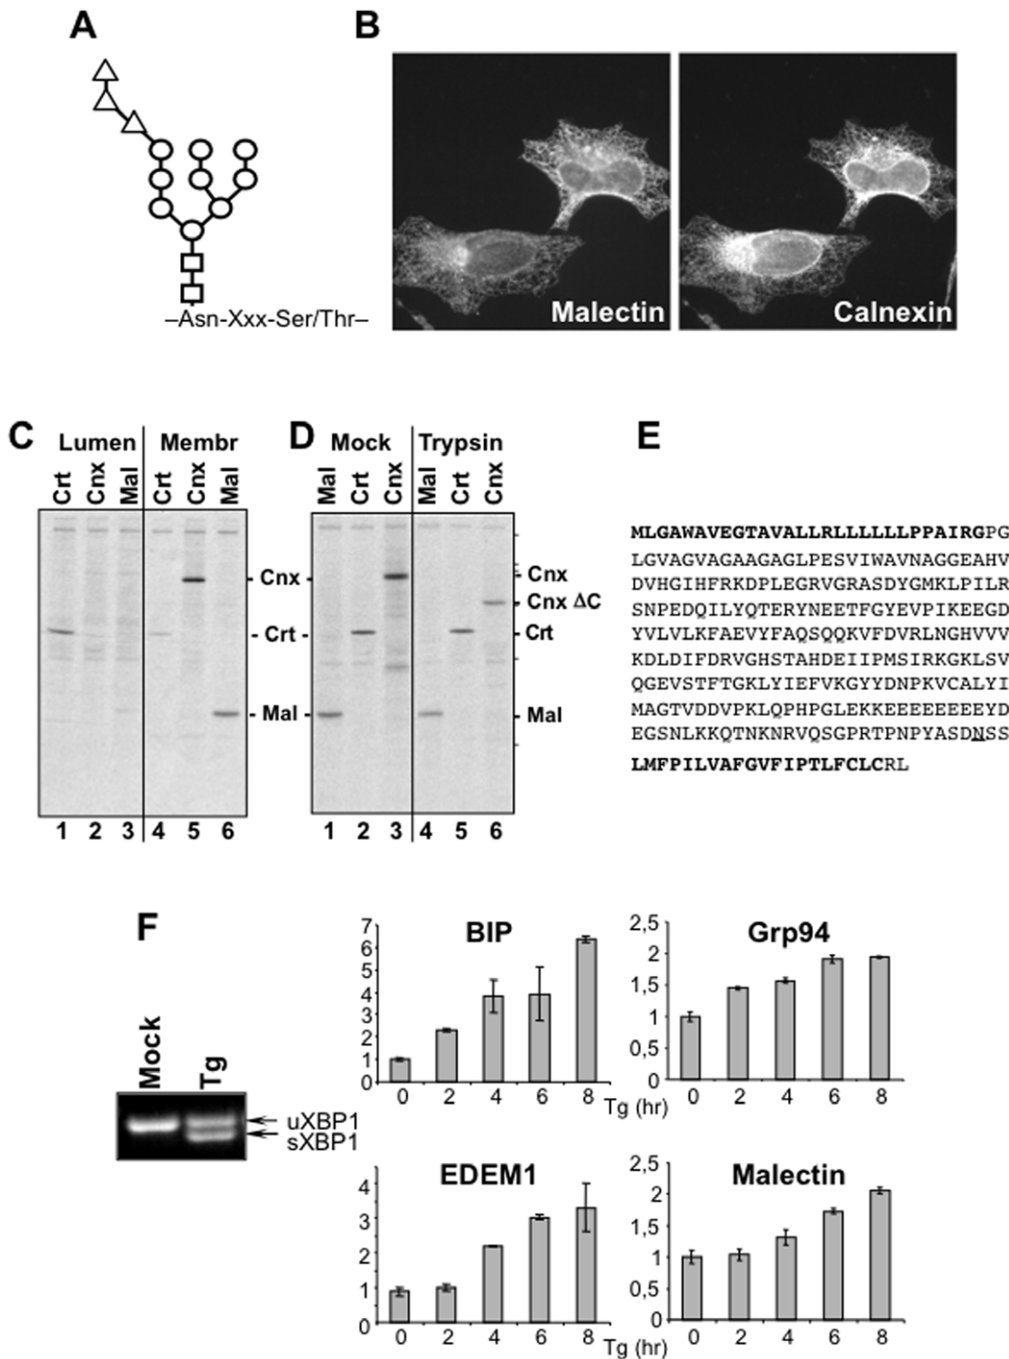 A
–Asn-Xxx-Ser/Thr–
B
Malectin
Calnexin
C
Lumen
Membr
Crt
Cnx
Mal
Crt
Cnx
Mal
1 2 3 4 5 6
Cnx
Crt
Mal
D
Mock
Trypsin
Mal
Crt
Cnx
Mal
Crt
Cnx
1 2 3 4 5 6
Cnx
Cnx ΔC
Crt
Mal
E
MLGAWAVEGTAVALLRLLLLLLPPAIRGPG
LGVAGVAGAAGAGLPESVIWAVNAGGEAHV
DVHGIHFRKDPLEGRVGRASDYGMKLPILR
SNPEDQILYQTERYNEETFGYEVPIKEEGD
YVLVLKFAEVYFAQSQQKVFDVRLNGHVVV
KDLDIFDRVGHSTAHDEIIPMSIRKGKLSV
QGEVSTFTGKLYIEFVKGYYDNPKVCALYI
MAGTVDDVPKLQPHPGLEKKEEEEEEEEYD
EGSNLKKQTNKNRVQSGPRTPNPYASDNSS
LMFPILVAFGVFIPTLFCLCRL
F
Mock
Tg
uXBP1
sXBP1
BIP
7
6
5
4
3
2
1
0
0 2 4 6 8
Tg (hr)
Grp94
2,5
2
1,5
1
0,5
0
0 2 4 6 8
EDEM1
4
3
2
1
0
0 2 4 6 8
Tg (hr)
Malectin
2,5
2
1,5
1
0,5
0
0 2 4 6 8